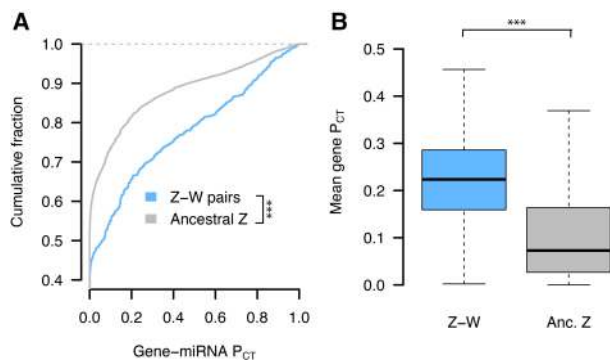 A
Cumulative fraction
1.0
0.9
0.8
0.7
0.6
0.5
0.4
Z−W pairs
Ancestral Z
***
0.0 0.2 0.4 0.6 0.8 1.0
Gene−miRNA PCT
B
***
Mean gene PCT
0.5
0.4
0.3
0.2
0.1
0.0
Z−W Anc. Z